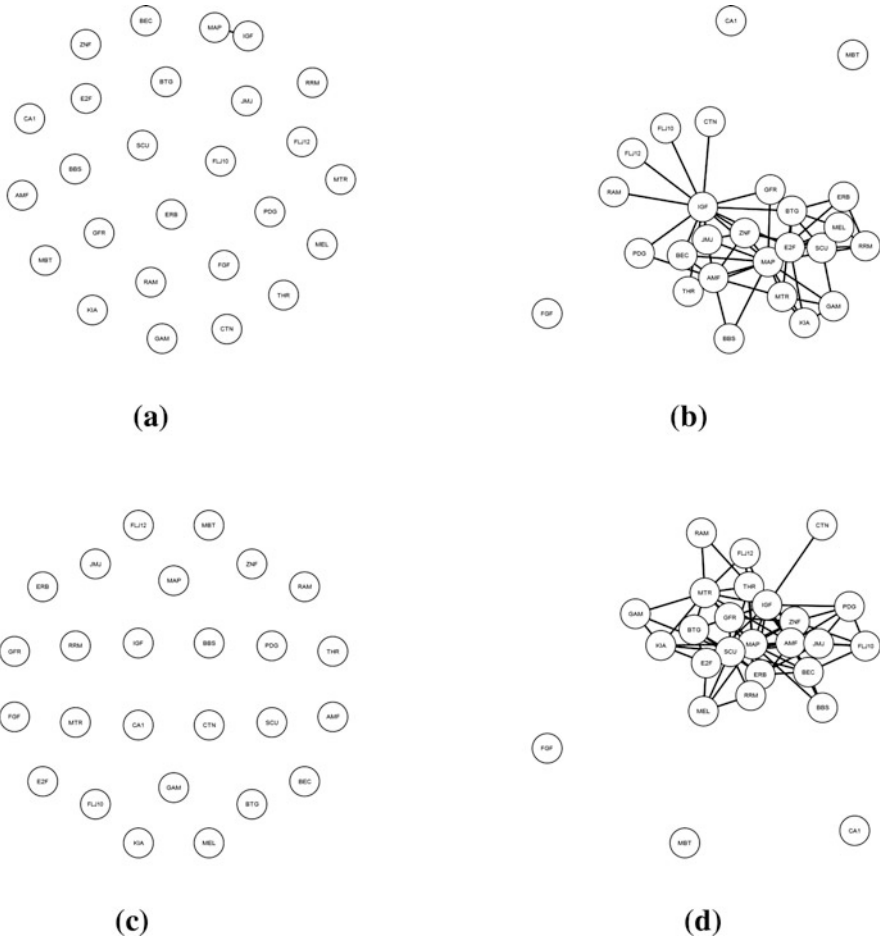 BEC
MAP
IGF
ZNF
BTG
RRM
E2F
JMJ
CA1
SCU
FLJ12
FLJ10
BBS
MTR
AMF
ERB
PDG
GFR
MEL
MBT
FGF
RAM
THR
KIA
CTN
GAM
(a)
CA1
MBT
CTN
FLJ10
FLJ12
RAM
GFR
ERB
IGF
BTG
MEL
ZNF
JMJ
E2F
SCU
RRM
PDG
BEC
MAP
AMF
THR
MTR
GAM
FGF
KIA
BBS
(b)
FLJ12
MBT
JMJ
ZNF
MAP
ERB
RAM
GFR
RRM
IGF
BBS
PDG
THR
FGF
MTR
CA1
CTN
SCU
AMF
E2F
GAM
BEC
FLJ10
BTG
KIA
MEL
(c)
CTN
RAM
FLJ12
THR
MTR
IGF
PDG
GAM
GFR
ZNF
BTG
KIA
MAP
AMF
JMJ
FLJ10
SCU
E2F
ERB
BEC
RRM
MEL
BBS
FGF
CA1
MBT
(d)